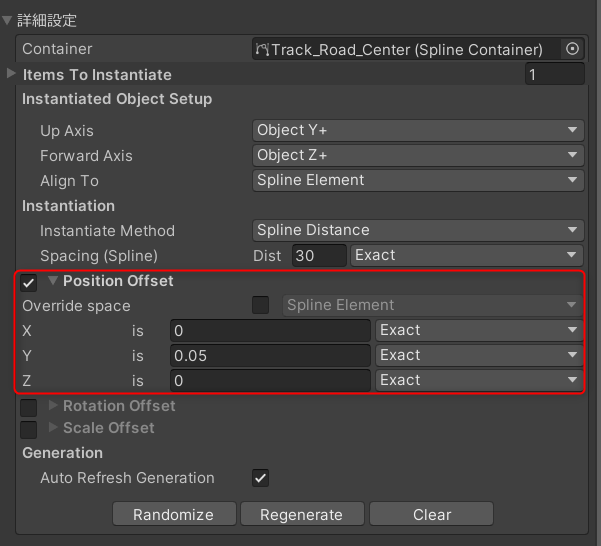 詳細設定
Container Track_Road_Center (Spline Container)
Items To Instantiate 1
Instantiated Object Setup
Up Axis Object Y+
Forward Axis Object Z+
Align To Spline Element
Instantiation
Instantiate Method Spline Distance
Spacing (Spline) Dist 30 Exact
Position Offset
Override space Spline Element
X is 0 Exact
Y is 0.05 Exact
Z is 0 Exact
Rotation Offset
Scale Offset
Generation
Auto Refresh Generation
Randomize Regenerate Clear